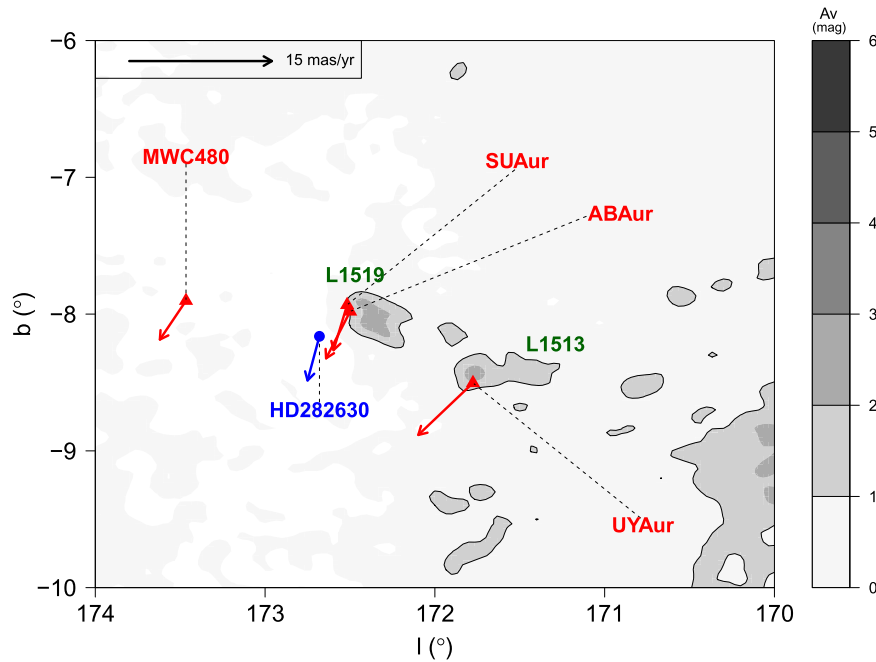 Av
(mag)
−6
15 mas/yr
6
MWC480
SUAur
5
−7
ABAur
4
L1519
b (°)
−8
3
L1513
HD282630
2
−9
1
UYAur
−10
0
174
173
172
171
170
l (°)